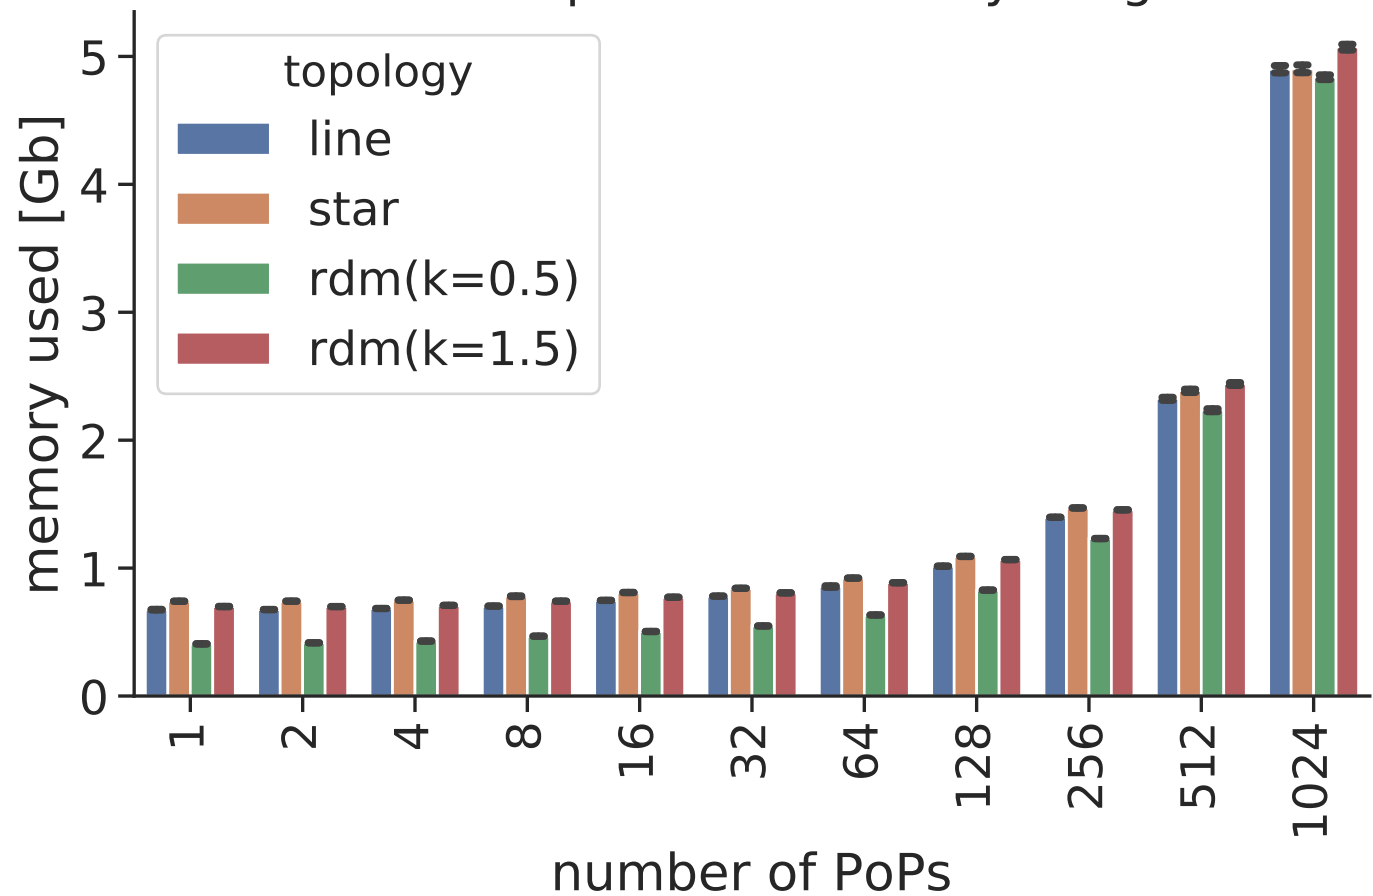 topology
line
star
rdm(k=0.5)
rdm(k=1.5)
memory used [Gb]
5
4
3
2
1
0
1
2
4
8
16
32
64
128
256
512
1024
number of PoPs